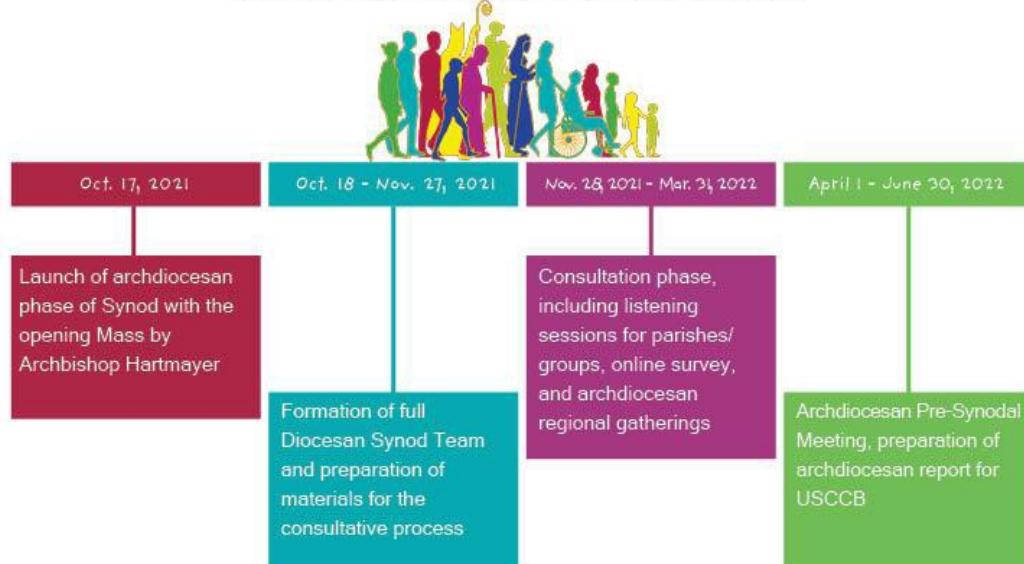 Oct. 17, 2021
Launch of archdiocesan
phase of Synod with the
opening Mass by
Archbishop Hartmayer
Oct. 18 - Nov. 27, 2021
Formation of full
Diocesan Synod Team
and preparation of
materials for the
consultative process
Nov. 28, 2021 - Mar. 31, 2022
Consultation phase,
including listening
sessions for parishes/
groups, online survey,
and archdiocesan
regional gatherings
April 1 - June 30, 2022
Archdiocesan Pre-Synodal
Meeting, preparation of
archdiocesan report for
USCCB